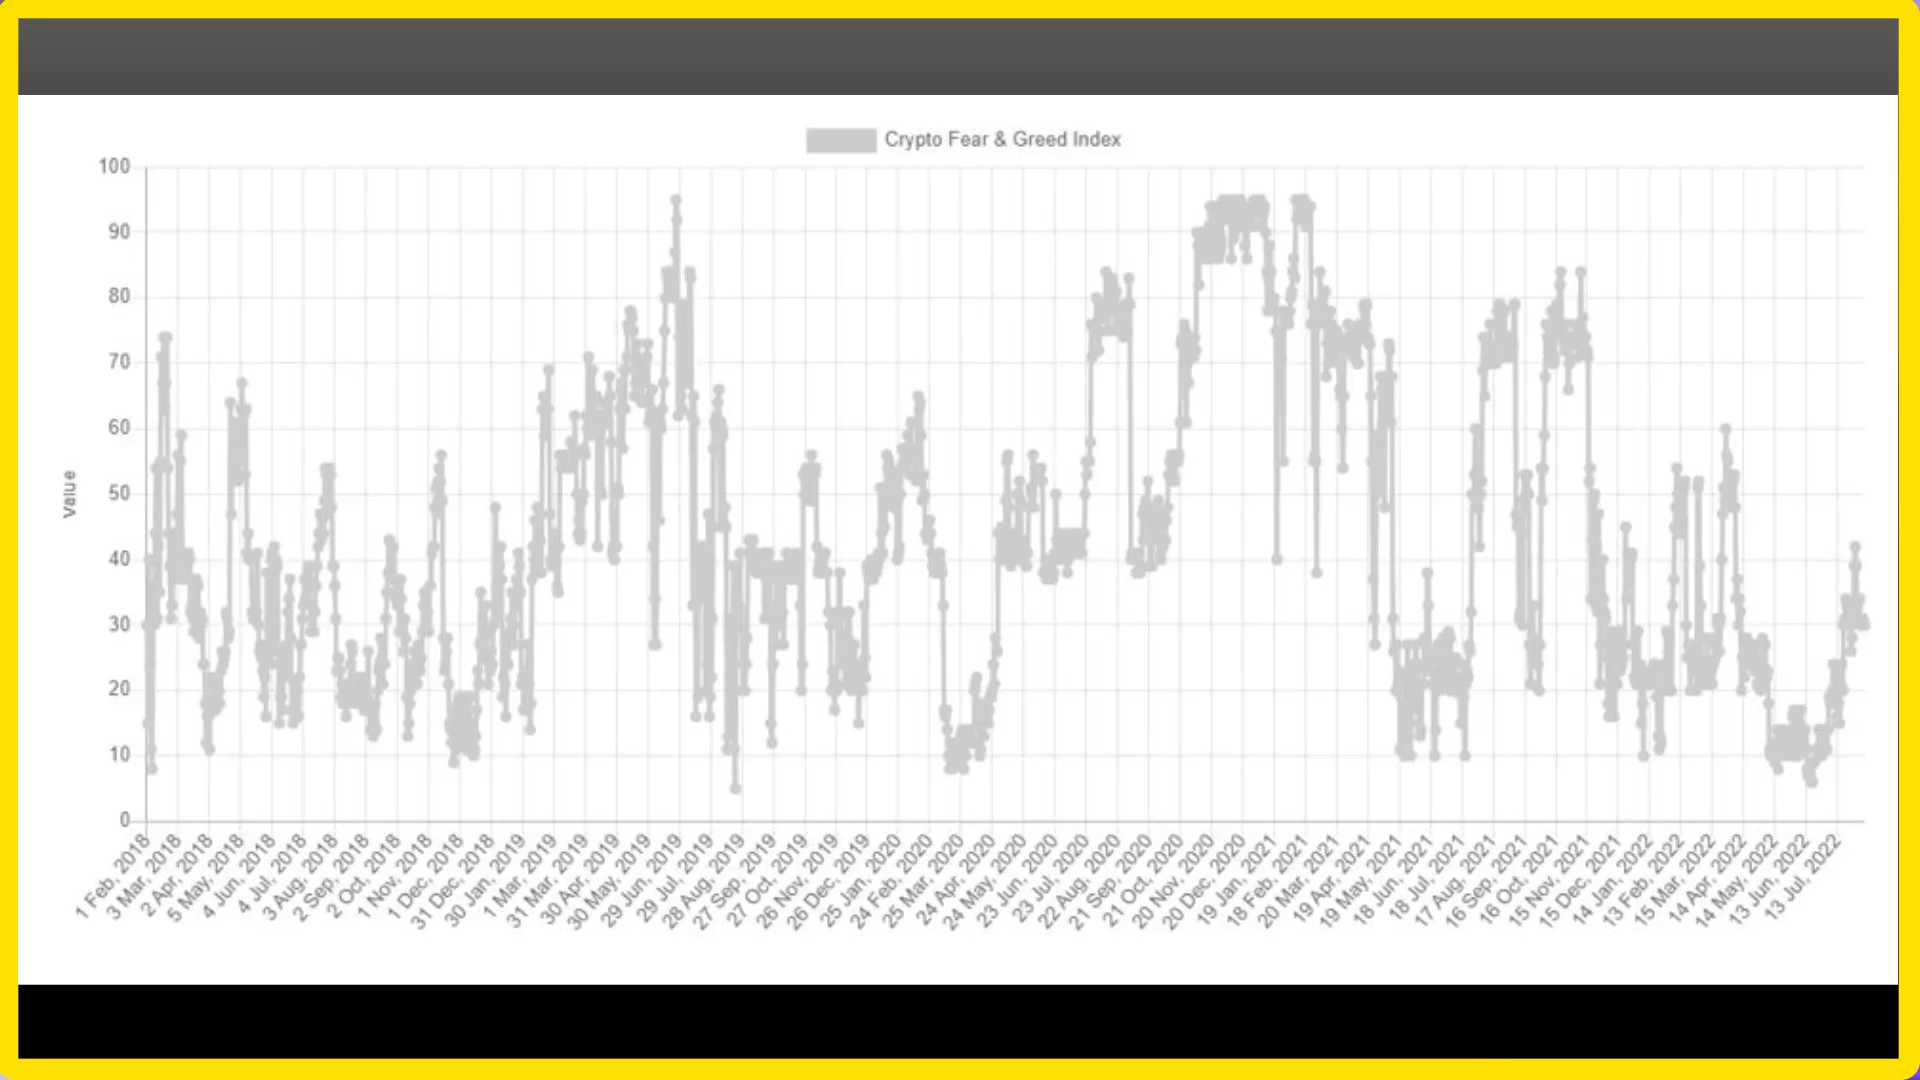 Crypto Fear & Greed Index
100
90
80
70
60
50
40
30
20
10
0
Value
1 Feb, 2018
3 Mar, 2018
2 Apr, 2018
5 May, 2018
4 Jun, 2018
4 Jul, 2018
3 Aug, 2018
2 Sep, 2018
2 Oct, 2018
1 Nov, 2018
1 Dec, 2018
31 Dec, 2018
30 Jan, 2019
1 Mar, 2019
31 Mar, 2019
30 Apr, 2019
30 May, 2019
29 Jun, 2019
29 Jul, 2019
28 Aug, 2019
27 Sep, 2019
27 Oct, 2019
26 Nov, 2019
26 Dec, 2019
25 Jan, 2020
24 Feb, 2020
25 Mar, 2020
24 Apr, 2020
24 May, 2020
23 Jun, 2020
23 Jul, 2020
22 Aug, 2020
21 Sep, 2020
21 Oct, 2020
20 Nov, 2020
20 Dec, 2020
19 Jan, 2021
18 Feb, 2021
20 Mar, 2021
19 Apr, 2021
19 May, 2021
18 Jun, 2021
18 Jul, 2021
17 Aug, 2021
16 Sep, 2021
16 Oct, 2021
15 Nov, 2021
15 Dec, 2021
14 Jan, 2022
13 Feb, 2022
15 Mar, 2022
14 Apr, 2022
14 May, 2022
13 Jun, 2022
13 Jul, 2022